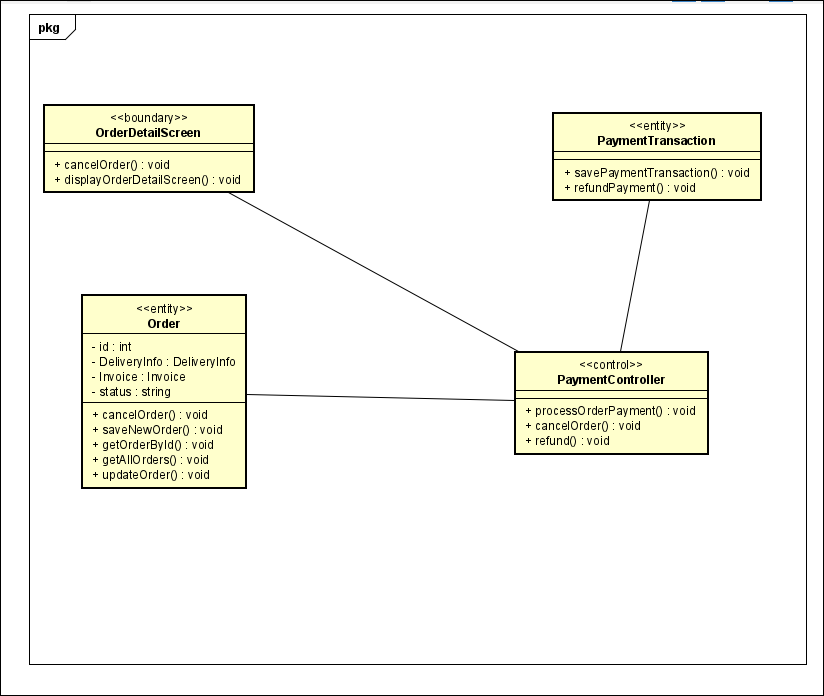 pkg
<<boundary>>
OrderDetailScreen
+ cancelOrder() : void
+ displayOrderDetailScreen() : void
<<entity>>
PaymentTransaction
+ savePaymentTransaction() : void
+ refundPayment() : void
<<entity>>
Order
- id : int
- DeliveryInfo : DeliveryInfo
- Invoice : Invoice
- status : string
+ cancelOrder() : void
+ saveNewOrder() : void
+ getOrderById() : void
+ getAllOrders() : void
+ updateOrder() : void
<<control>>
PaymentController
+ processOrderPayment() : void
+ cancelOrder() : void
+ refund() : void